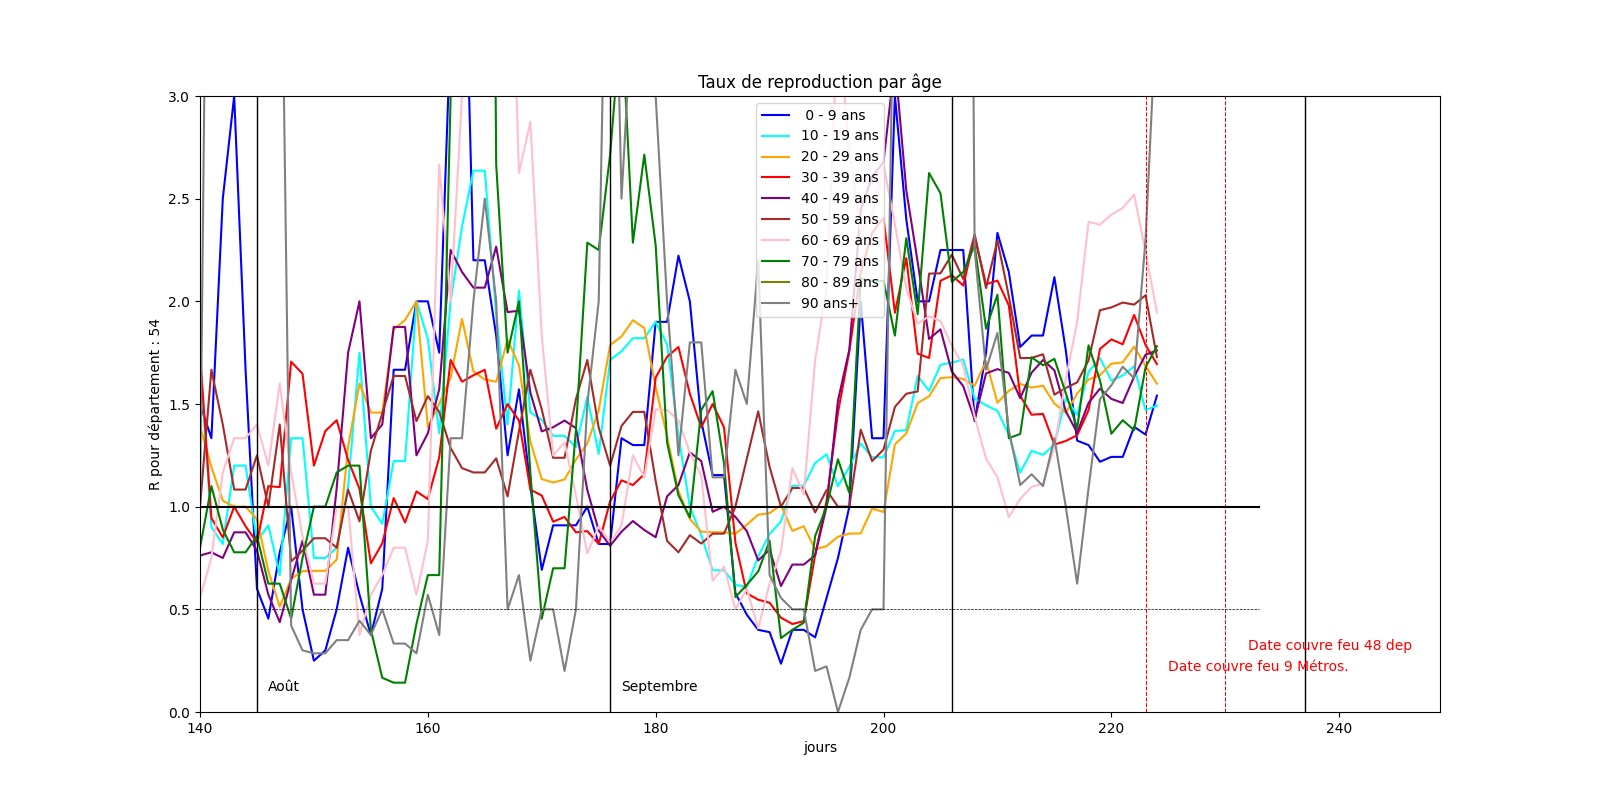 Taux de reproduction par âge
3.0
2.5
2.0
1.5
1.0
0.5
0.0
R pour département : 54
0 - 9 ans
10 - 19 ans
20 - 29 ans
30 - 39 ans
40 - 49 ans
50 - 59 ans
60 - 69 ans
70 - 79 ans
80 - 89 ans
90 ans+
Date couvre feu 48 dep
Date couvre feu 9 Métros.
Août
Septembre
140
160
180
200
220
240
jours